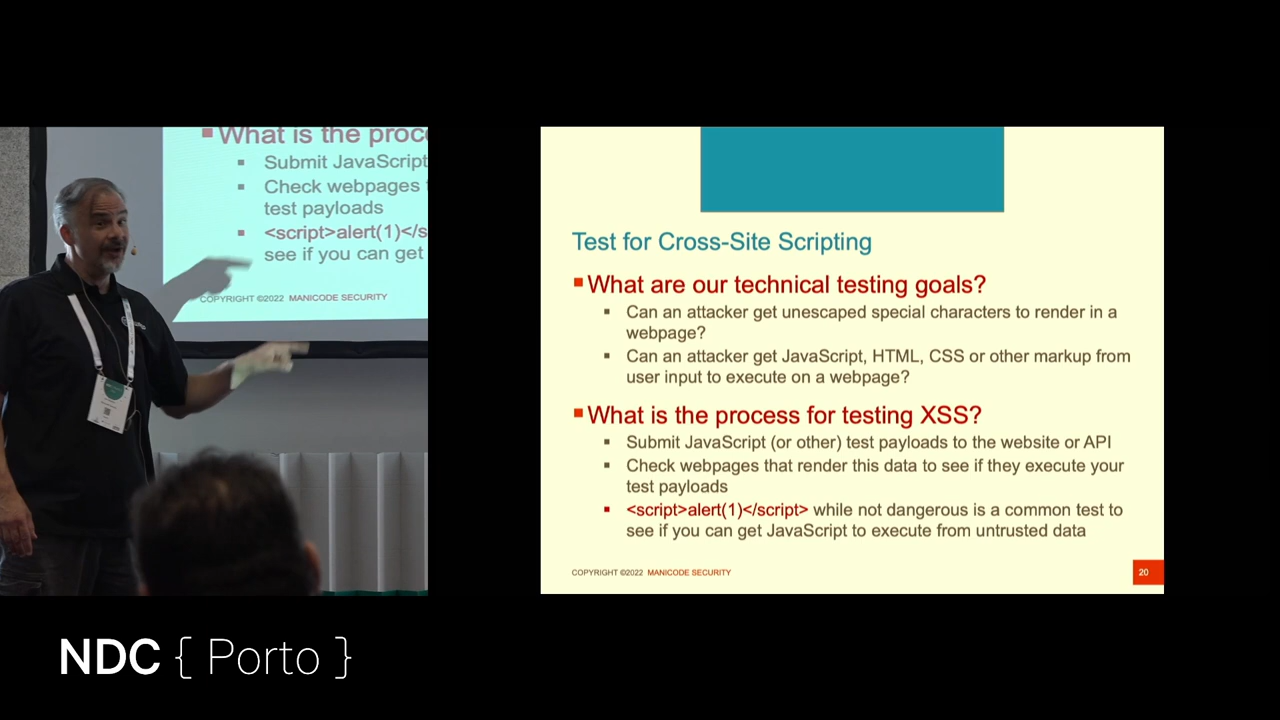 What is the proc
Submit JavaScript
Check webpages
test payloads
<script>alert(1)</s
see if you can get
COPYRIGHT ©2022 MANICODE SECURITY
Test for Cross-Site Scripting
What are our technical testing goals?
Can an attacker get unescaped special characters to render in a
webpage?
Can an attacker get JavaScript, HTML, CSS or other markup from
user input to execute on a webpage?
What is the process for testing XSS?
Submit JavaScript (or other) test payloads to the website or API
Check webpages that render this data to see if they execute your
test payloads
<script>alert(1)</script> while not dangerous is a common test to
see if you can get JavaScript to execute from untrusted data
COPYRIGHT ©2022 MANICODE SECURITY
20
NDC { Porto }